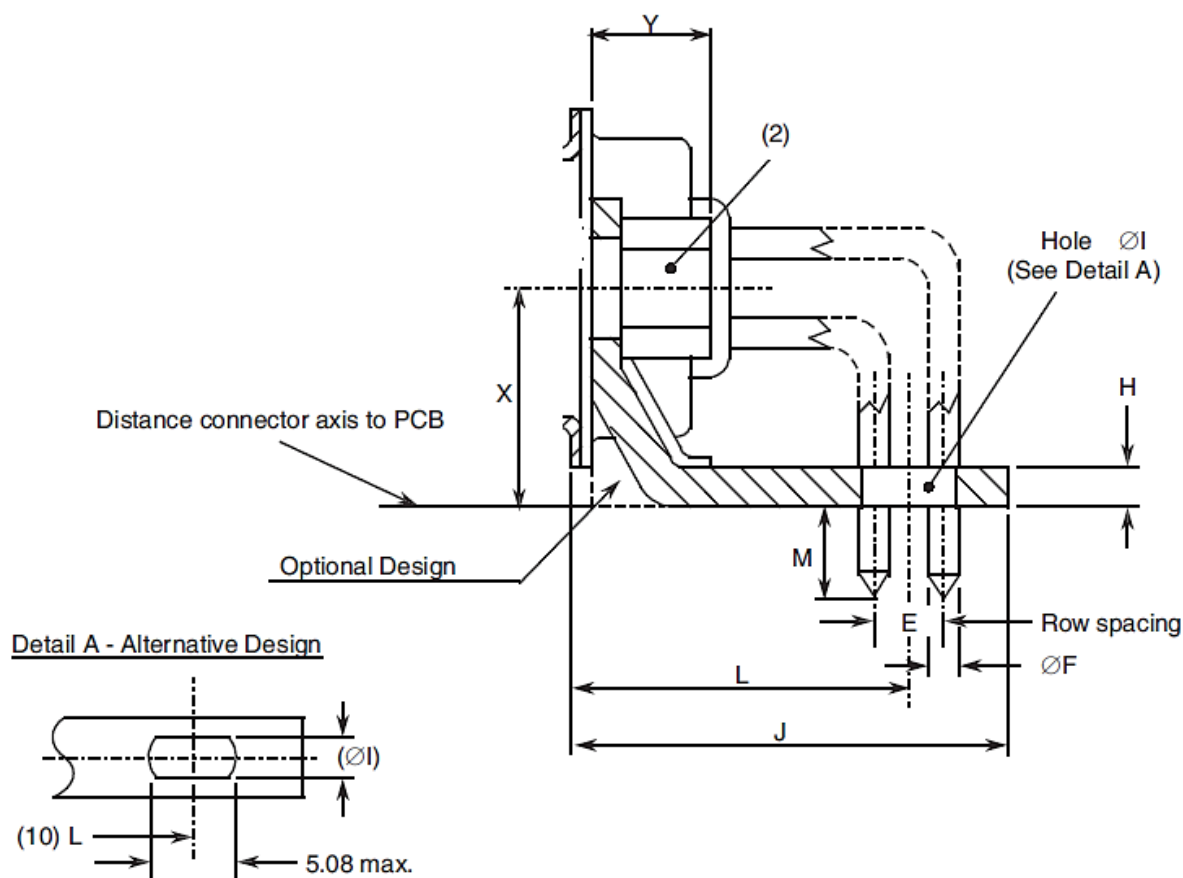 Y
(2)
Hole ∅I
(See Detail A)
X
H
Distance connector axis to PCB
Optional Design
M
E
Row spacing
∅F
Detail A - Alternative Design
L
J
(∅I)
(10) L
5.08 max.